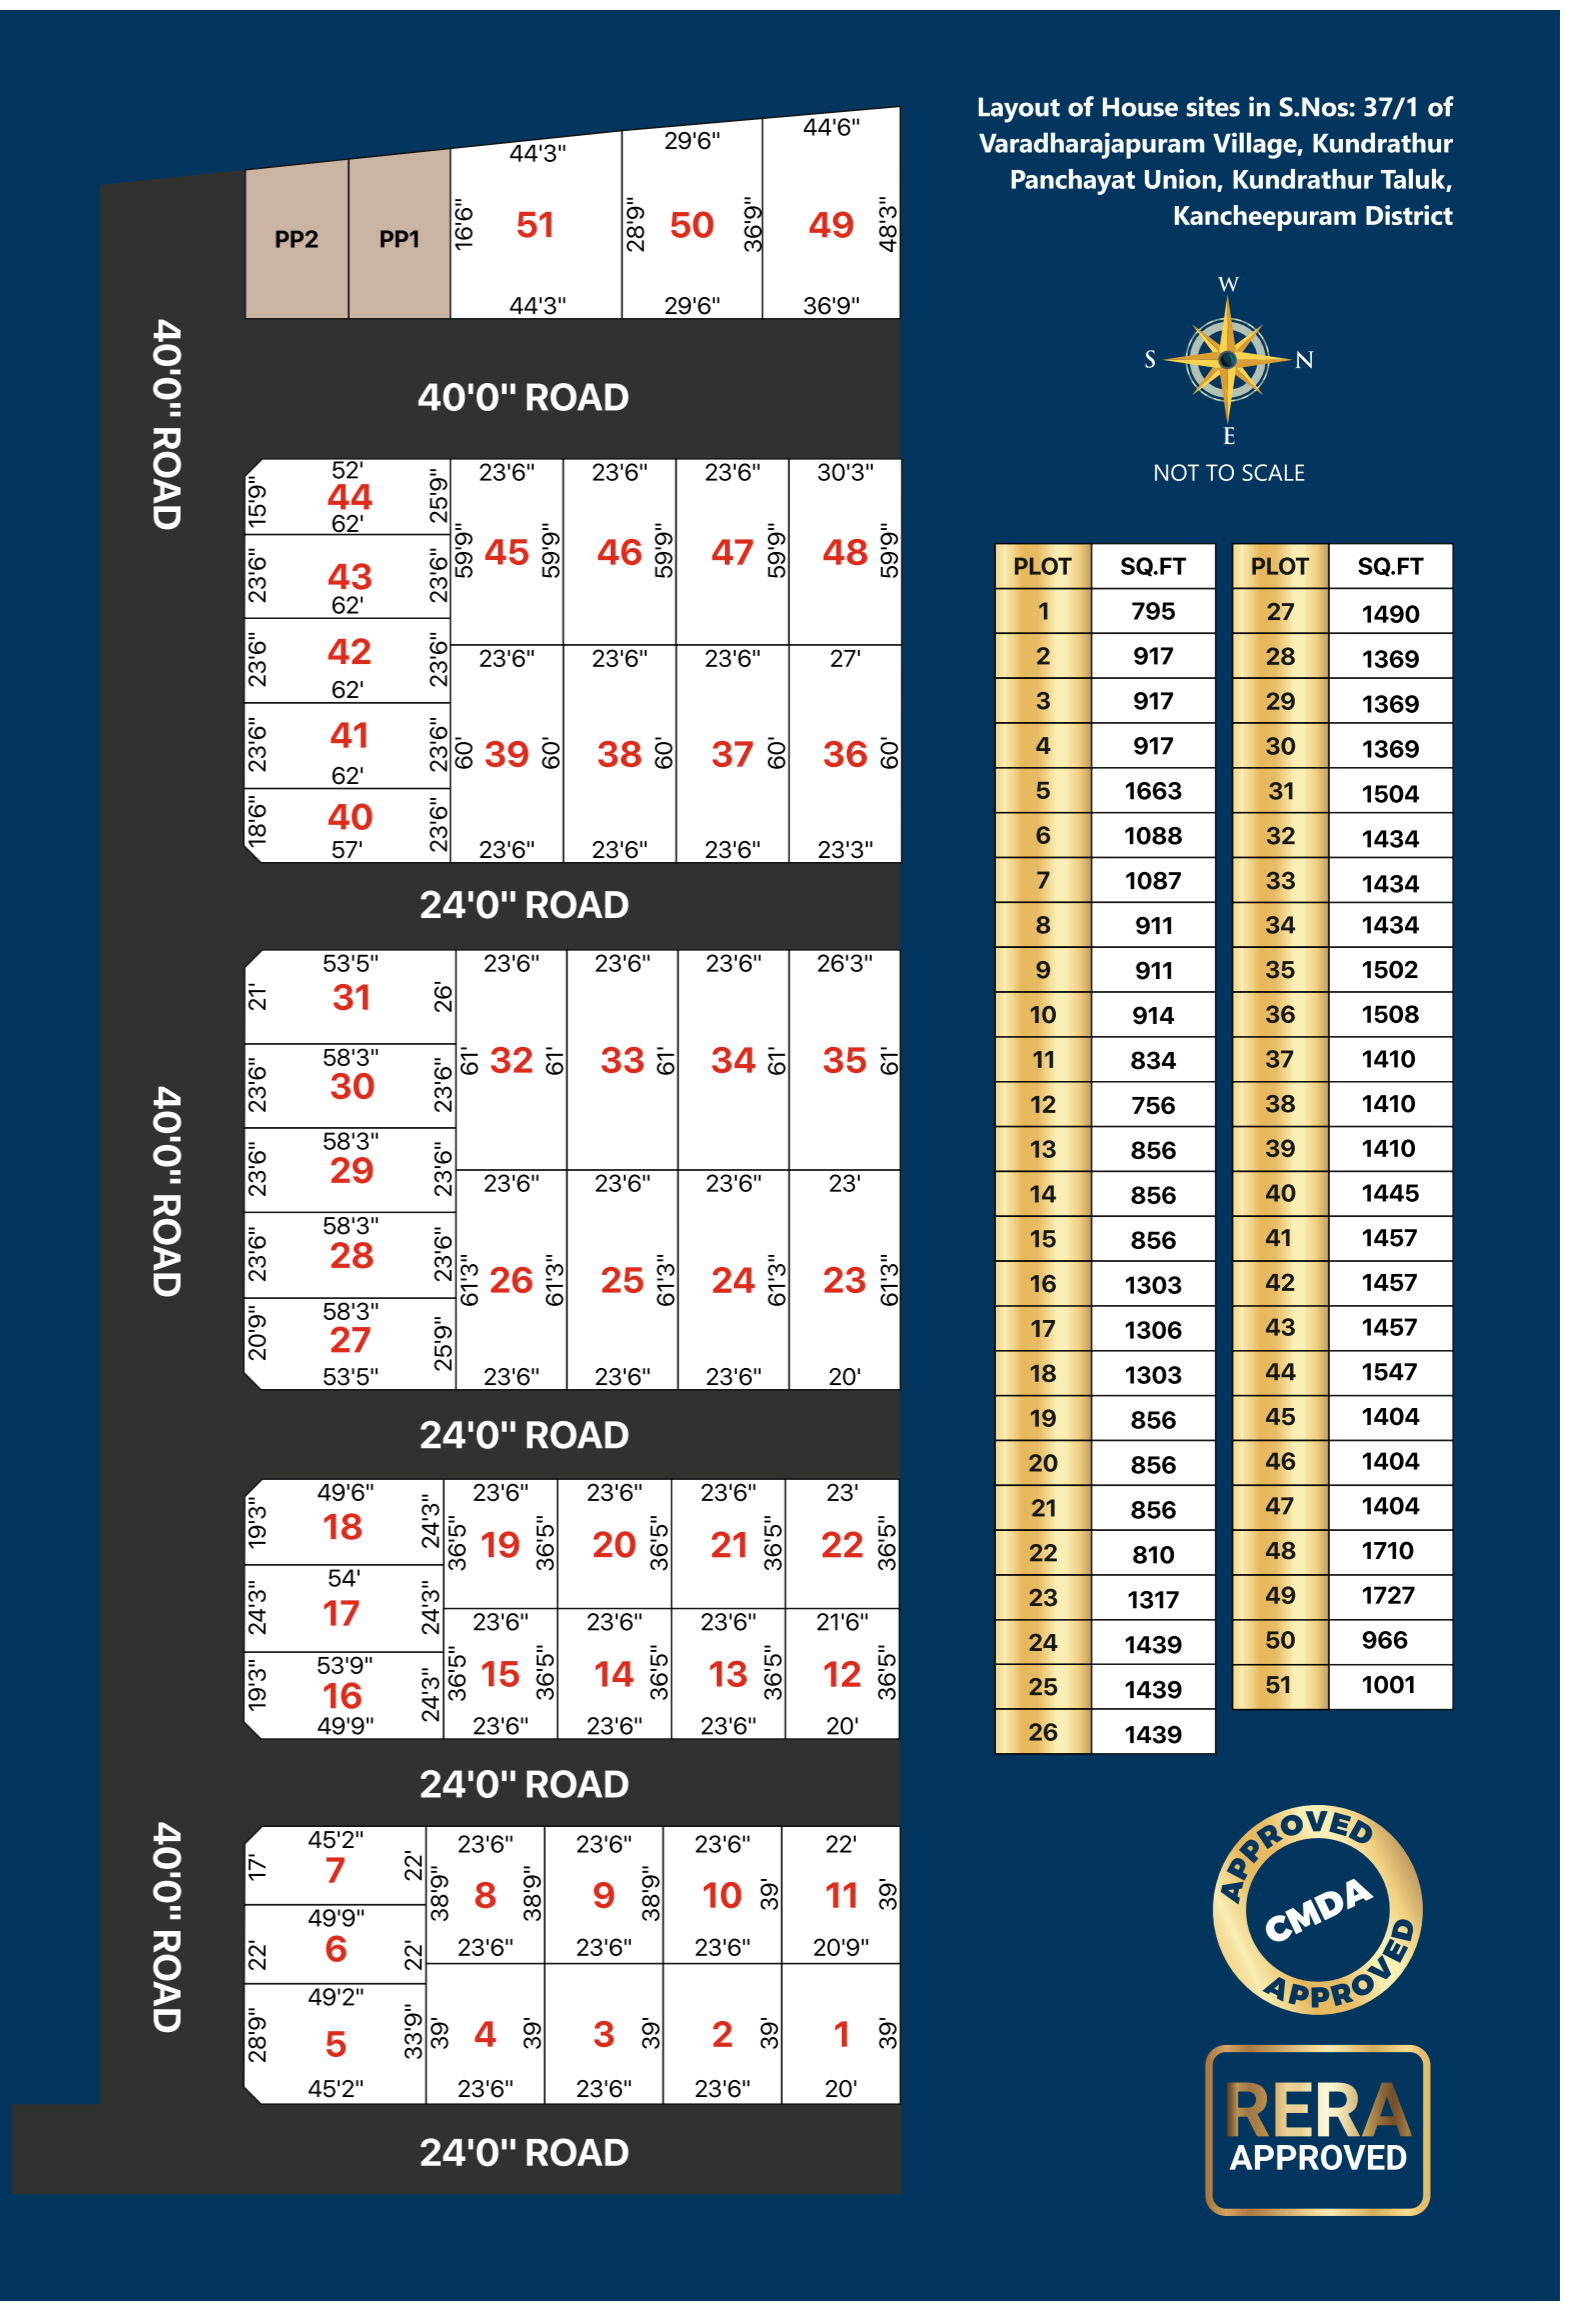 Layout of House sites in S.Nos: 37/1 of
Varadharajapuram Village, Kundrathur
Panchayat Union, Kundrathur Taluk,
Kancheepuram District
W
S N
E
NOT TO SCALE
44'3" 29'6" 44'6"
PP2 PP1 16'6" 51 28'9" 50 36'9" 49 48'3"
44'3" 29'6" 36'9"
40'0" ROAD
40'0" ROAD
52' 23'6" 23'6" 23'6" 30'3"
15'9" 44 25'9"
62'
59'9" 45 59'9" 46 59'9" 47 59'9" 48 59'9"
23'6" 43 23'6"
62'
23'6" 42 23'6"
62'
23'6" 23'6" 23'6" 27'
23'6" 41 23'6"
62'
60' 39 60' 38 60' 37 60' 36 60'
18'6" 40 23'6"
57' 23'6" 23'6" 23'6" 23'3"
24'0" ROAD
53'5" 23'6" 23'6" 23'6" 26'3"
21' 31 26'
58'3"
23'6" 30 23'6"
61' 32 61' 33 61' 34 61' 35 61'
58'3"
23'6" 29 23'6"
23'6" 23'6" 23'6" 23'
58'3"
23'6" 28 23'6"
61'3" 26 61'3" 25 61'3" 24 61'3" 23 61'3"
58'3"
20'9" 27 25'9"
53'5" 23'6" 23'6" 23'6" 20'
40'0" ROAD
24'0" ROAD
49'6" 23'6" 23'6" 23'6" 23'
19'3" 18 24'3"
36'5" 19 36'5" 20 36'5" 21 36'5" 22 36'5"
54'
24'3" 17 24'3"
23'6" 23'6" 23'6" 21'6"
53'9"
19'3" 16 24'3"
36'5" 15 36'5" 14 36'5" 13 36'5" 12 36'5"
49'9" 23'6" 23'6" 23'6" 20'
24'0" ROAD
45'2" 23'6" 23'6" 23'6" 22'
17' 7 22'
38'9" 8 38'9" 9 38'9" 10 39' 11 39'
49'9"
22' 6 22'
23'6" 23'6" 23'6" 20'9"
49'2"
28'9" 5 33'9"
39' 4 39' 3 39' 2 39' 1 39'
45'2" 23'6" 23'6" 23'6" 20'
40'0" ROAD
24'0" ROAD
PLOT SQ.FT PLOT SQ.FT
1 795 27 1490
2 917 28 1369
3 917 29 1369
4 917 30 1369
5 1663 31 1504
6 1088 32 1434
7 1087 33 1434
8 911 34 1434
9 911 35 1502
10 914 36 1508
11 834 37 1410
12 756 38 1410
13 856 39 1410
14 856 40 1445
15 856 41 1457
16 1303 42 1457
17 1306 43 1457
18 1303 44 1547
19 856 45 1404
20 856 46 1404
21 856 47 1404
22 810 48 1710
23 1317 49 1727
24 1439 50 966
25 1439 51 1001
26 1439
APPROVED
CMDA
APPROVED
RERA
APPROVED